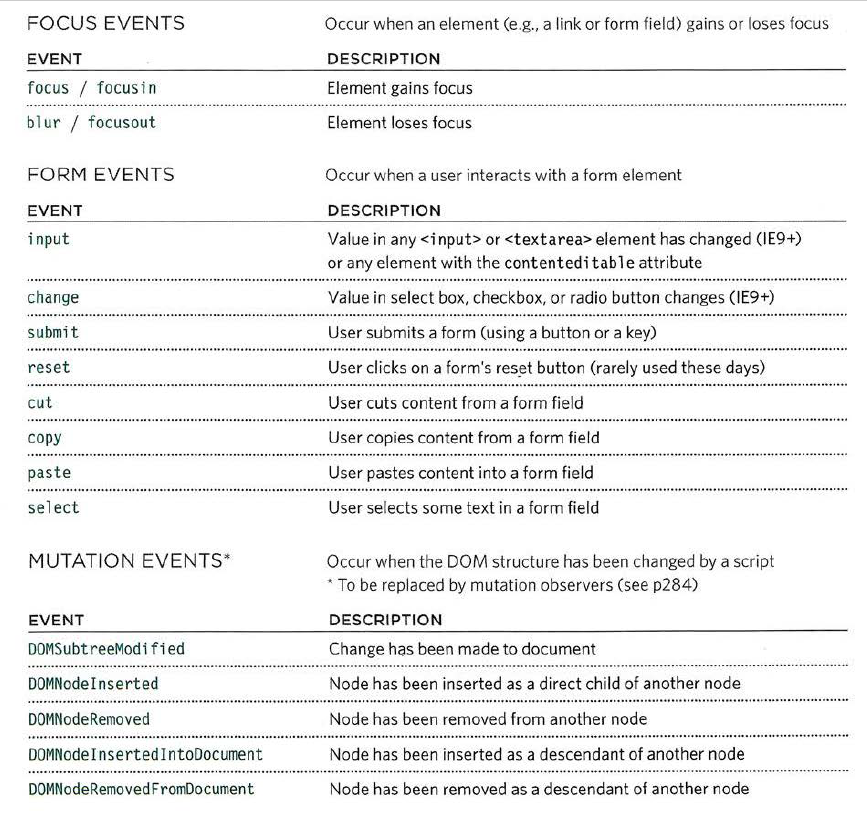 FOCUS EVENTS Occur when an element (e.g., a link or form field) gains or loses focus
EVENT DESCRIPTION
focus / focusin Element gains focus
blur / focusout Element loses focus
FORM EVENTS Occur when a user interacts with a form element
EVENT DESCRIPTION
input Value in any <input> or <textarea> element has changed (IE9+)
or any element with the contenteditable attribute
change Value in select box, checkbox, or radio button changes (IE9+)
submit User submits a form (using a button or a key)
reset User clicks on a form's reset button (rarely used these days)
cut User cuts content from a form field
copy User copies content from a form field
paste User pastes content into a form field
select User selects some text in a form field
MUTATION EVENTS* Occur when the DOM structure has been changed by a script
* To be replaced by mutation observers (see p284)
EVENT DESCRIPTION
DOMSubtreeModified Change has been made to document
DOMNodeInserted Node has been inserted as a direct child of another node
DOMNodeRemoved Node has been removed from another node
DOMNodeInsertedIntoDocument Node has been inserted as a descendant of another node
DOMNodeRemovedFromDocument Node has been removed as a descendant of another node